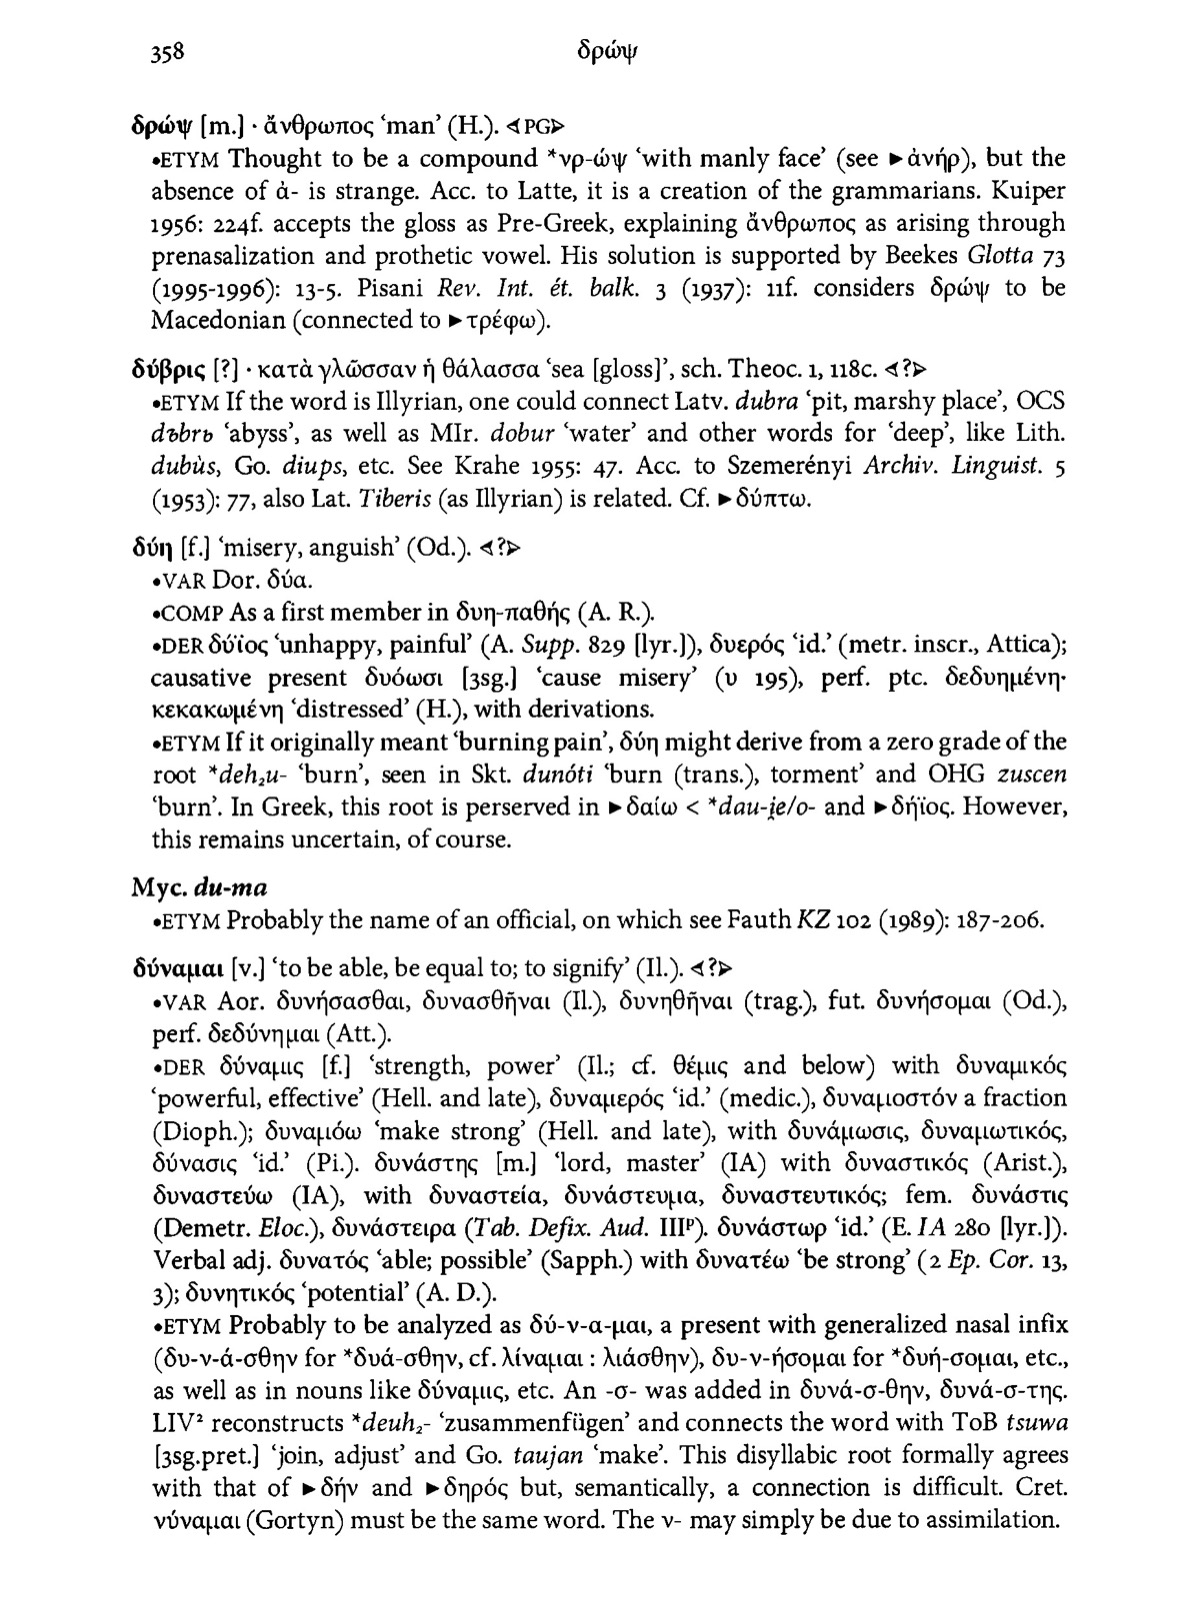 358
δρώψ
δρώψ [m.] · ἄνθρωπος ‘man’ (H.). ⊲PG⊳
•ETYM Thought to be a compound *νρ-ώψ ‘with manly face’ (see ►ἀνήρ), but the
absence of ἀ- is strange. Acc. to Latte, it is a creation of the grammarians. Kuiper
1956: 224f. accepts the gloss as Pre-Greek, explaining ἄνθρωπος as arising through
prenasalization and prothetic vowel. His solution is supported by Beekes Glotta 73
(1995-1996): 13-5. Pisani Rev. Int. ét. balk. 3 (1937): 11f. considers δρώψ to be
Macedonian (connected to ►τρέφω).
δύβρις [?] · κατὰ γλῶσσαν ἡ θάλασσα ‘sea [gloss]’, sch. Theoc. 1, 118c. ⊲?⊳
•ETYM If the word is Illyrian, one could connect Latv. dubra ‘pit, marshy place’, OCS
dъbrь ‘abyss’, as well as MIr. dobur ‘water’ and other words for ‘deep’, like Lith.
dubùs, Go. diups, etc. See Krahe 1955: 47. Acc. to Szemerényi Archiv. Linguist. 5
(1953): 77, also Lat. Tiberis (as Illyrian) is related. Cf. ►δύπτω.
δύη [f.] ‘misery, anguish’ (Od.). ⊲?⊳
•VAR Dor. δύα.
•COMP As a first member in δυη-παθής (A. R.).
•DER δύϊος ‘unhappy, painful’ (A. Supp. 829 [lyr.]), δυερός ‘id.’ (metr. inscr., Attica);
causative present δυόωσι [3sg.] ‘cause misery’ (υ 195), perf. ptc. δεδυημένη·
κεκακωμένη ‘distressed’ (H.), with derivations.
•ETYM If it originally meant ‘burning pain’, δύη might derive from a zero grade of the
root *deh₂u- ‘burn’, seen in Skt. dunóti ‘burn (trans.), torment’ and OHG zuscen
‘burn’. In Greek, this root is perserved in ►δαίω < *dau-i̯e/o- and ►δήϊος. However,
this remains uncertain, of course.
Myc. du-ma
•ETYM Probably the name of an official, on which see Fauth KZ 102 (1989): 187-206.
δύναμαι [v.] ‘to be able, be equal to; to signify’ (Il.). ⊲?⊳
•VAR Aor. δυνήσασθαι, δυνασθῆναι (Il.), δυνηθῆναι (trag.), fut. δυνήσομαι (Od.),
perf. δεδύνημαι (Att.).
•DER δύναμις [f.] ‘strength, power’ (Il.; cf. θέμις and below) with δυναμικός
‘powerful, effective’ (Hell. and late), δυναμερός ‘id.’ (medic.), δυναμοστόν a fraction
(Dioph.); δυναμόω ‘make strong’ (Hell. and late), with δυνάμωσις, δυναμωτικός,
δύνασις ‘id.’ (Pi.). δυνάστης [m.] ‘lord, master’ (IA) with δυναστικός (Arist.),
δυναστεύω (IA), with δυναστεία, δυνάστευμα, δυναστευτικός; fem. δυνάστις
(Demetr. Eloc.), δυνάστειρα (Tab. Defix. Aud. IIIᵖ). δυνάστωρ ‘id.’ (E. IA 280 [lyr.]).
Verbal adj. δυνατός ‘able; possible’ (Sapph.) with δυνατέω ‘be strong’ (2 Ep. Cor. 13,
3); δυνητικός ‘potential’ (A. D.).
•ETYM Probably to be analyzed as δύ-ν-α-μαι, a present with generalized nasal infix
(δυ-ν-ά-σθην for *δυά-σθην, cf. λίναμαι : λιάσθην), δυ-ν-ήσομαι for *δυή-σομαι, etc.,
as well as in nouns like δύναμις, etc. An -σ- was added in δυνά-σ-θην, δυνά-σ-της.
LIV² reconstructs *deuh₂- ‘zusammenfügen’ and connects the word with ToB tsuwa
[3sg.pret.] ‘join, adjust’ and Go. taujan ‘make’. This disyllabic root formally agrees
with that of ►δήν and ►δηρός but, semantically, a connection is difficult. Cret.
νύναμαι (Gortyn) must be the same word. The ν- may simply be due to assimilation.